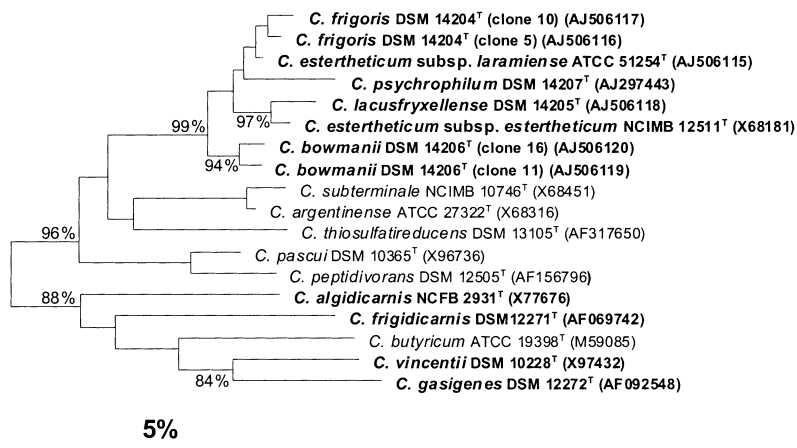 C. frigoris DSM 14204T (clone 10) (AJ506117)
C. frigoris DSM 14204T (clone 5) (AJ506116)
C. estertheticum subsp. laramiense ATCC 51254T (AJ506115)
C. psychrophilum DSM 14207T (AJ297443)
C. lacusfryxellense DSM 14205T (AJ506118)
97%
99%
C. estertheticum subsp. estertheticum NCIMB 12511T (X68181)
C. bowmanii DSM 14206T (clone 16) (AJ506120)
94%
C. bowmanii DSM 14206T (clone 11) (AJ506119)
C. subterminale NCIMB 10746T (X68451)
C. argentinense ATCC 27322T (X68316)
96%
C. thiosulfatireducens DSM 13105T (AF317650)
C. pascui DSM 10365T (X96736)
C. peptidivorans DSM 12505T (AF156796)
88%
C. algidicarnis NCFB 2931T (X77676)
C. frigidicarnis DSM12271T (AF069742)
C. butyricum ATCC 19398T (M59085)
C. vincentii DSM 10228T (X97432)
84%
C. gasigenes DSM 12272T (AF092548)
5%